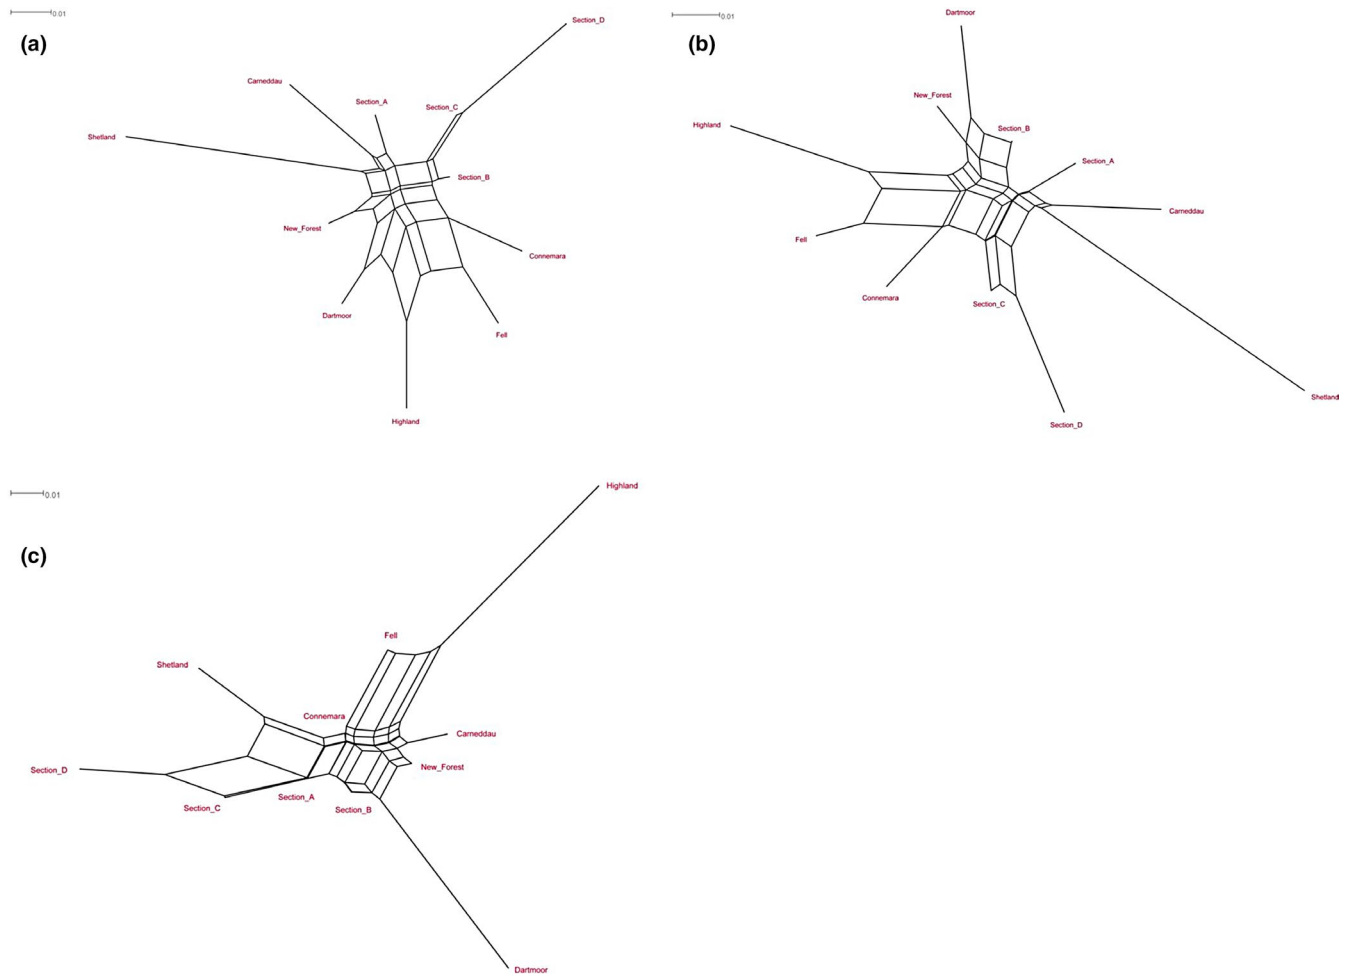 0.01
(a)
Section_D
Carneddau
Section_A
Section_C
Shetland
Section_B
New_Forest
Connemara
Dartmoor
Fell
Highland
0.01
(b)
Dartmoor
New_Forest
Highland
Section_B
Section_A
Carneddau
Fell
Connemara
Section_C
Shetland
Section_D
0.01
(c)
Highland
Fell
Shetland
Connemara
Carneddau
Section_D
New_Forest
Section_A
Section_C
Section_B
Dartmoor